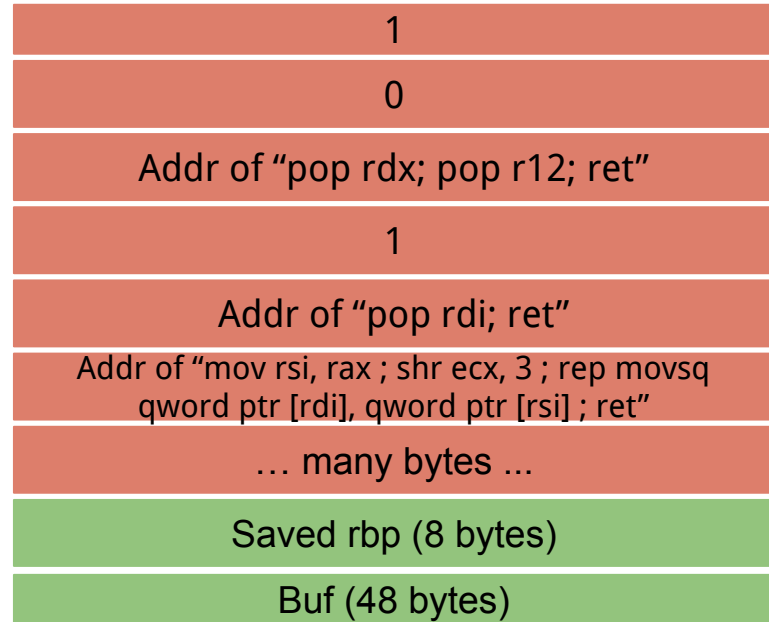 1
0
Addr of “pop rdx; pop r12; ret”
1
Addr of “pop rdi; ret”
Addr of “mov rsi, rax ; shr ecx, 3 ; rep movsq
qword ptr [rdi], qword ptr [rsi] ; ret”
… many bytes ...
Saved rbp (8 bytes)
Buf (48 bytes)